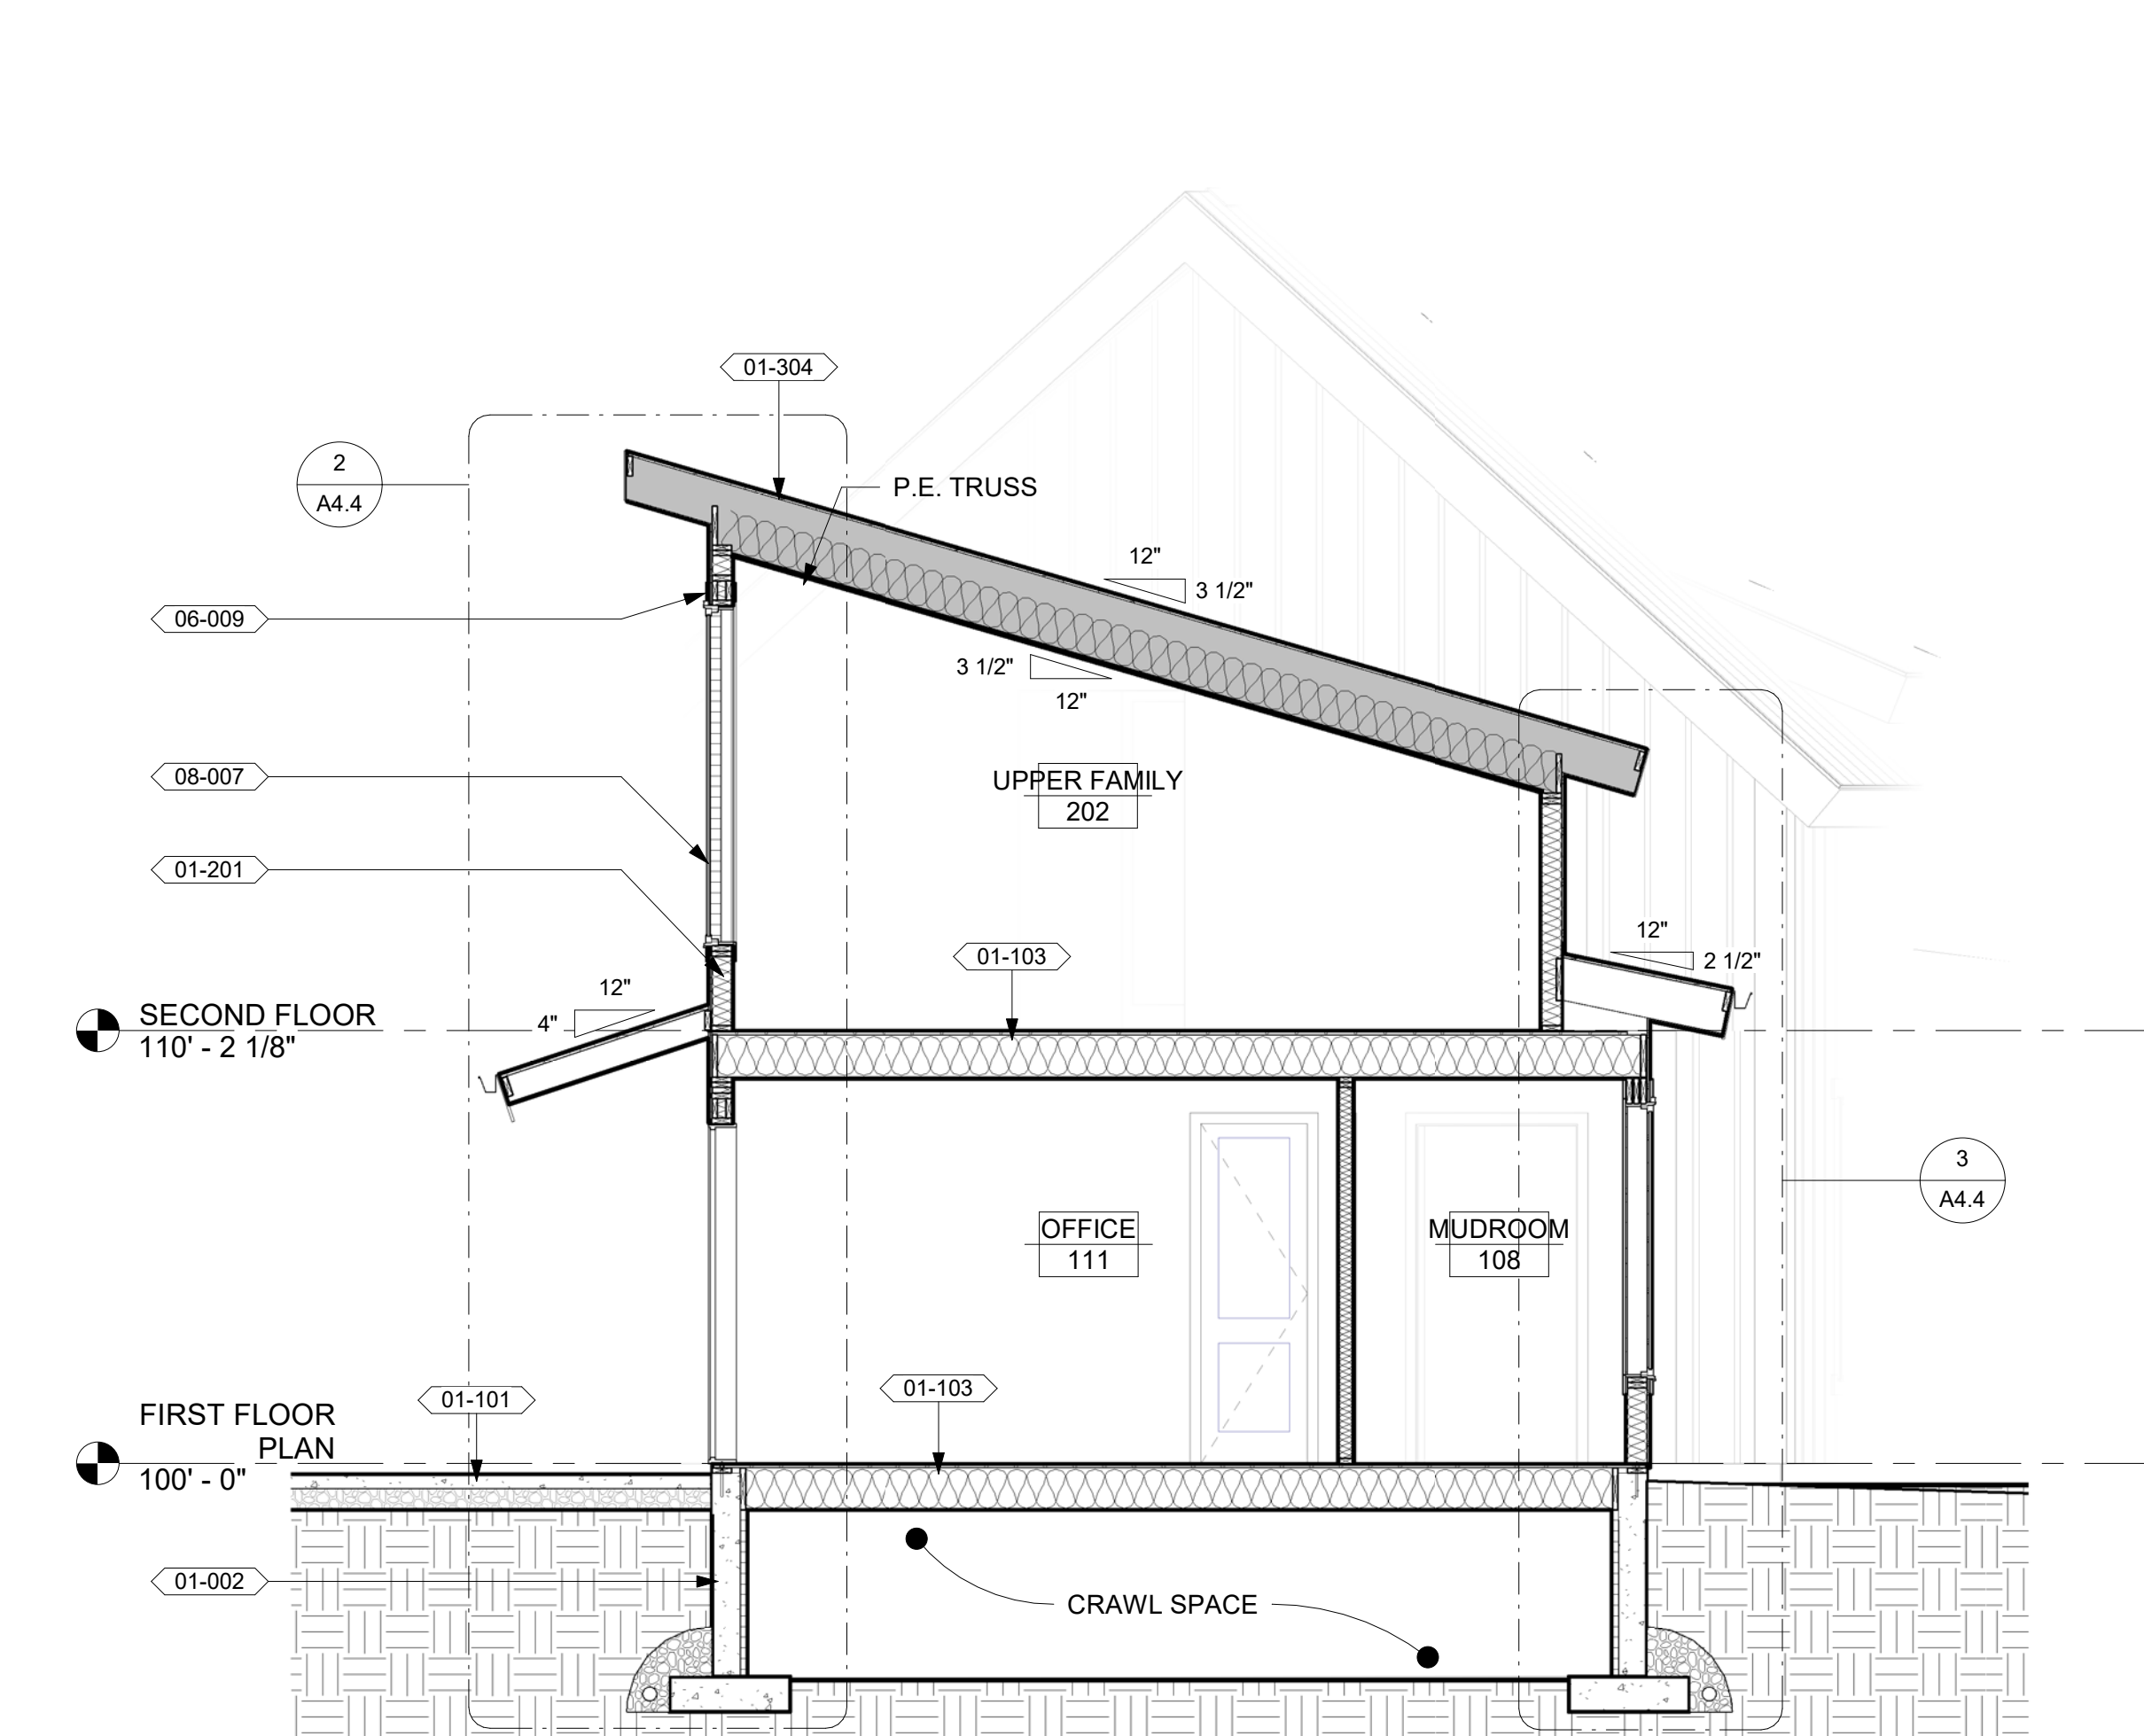 01-304
2
A4.4
P.E. TRUSS
12"
3 1/2"
06-009
3 1/2"
12"
08-007
UPPER FAMILY
202
01-201
12"
2 1/2"
01-103
12"
4"
SECOND FLOOR
110' - 2 1/8"
3
A4.4
OFFICE
111
MUDROOM
108
01-101
01-103
FIRST FLOOR
PLAN
100' - 0"
01-002
CRAWL SPACE